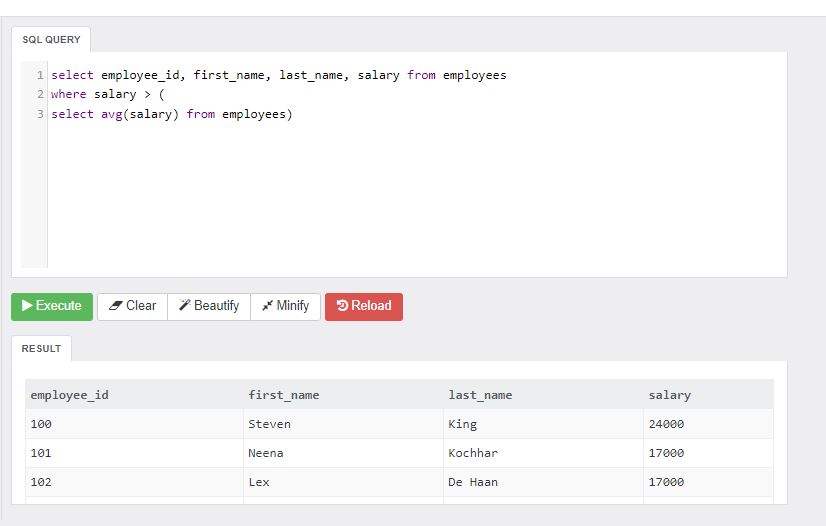 SQL QUERY
1 select employee_id, first_name, last_name, salary from employees
2 where salary > (
3 select avg(salary) from employees)
Execute Clear Beautify Minify Reload
RESULT
employee_id first_name last_name salary
100 Steven King 24000
101 Neena Kochhar 17000
102 Lex De Haan 17000